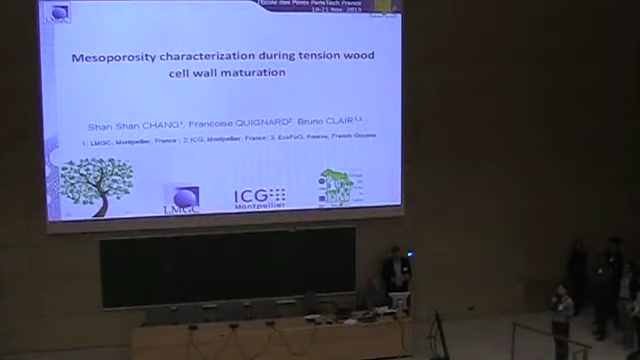 Ecole des Ponts ParisTech France
19-21 Nov. 2013
LMGC
Mesoporosity characterization during tension wood
cell wall maturation
Shan Shan CHANG¹, Francoise QUIGNARD², Bruno CLAIR¹,³
1: LMGC, Montpellier, France ; 2: ICG, Montpellier, France; 3. EcoFoG, Kourou, French Guyana
LMGC
ICG
Montpellier